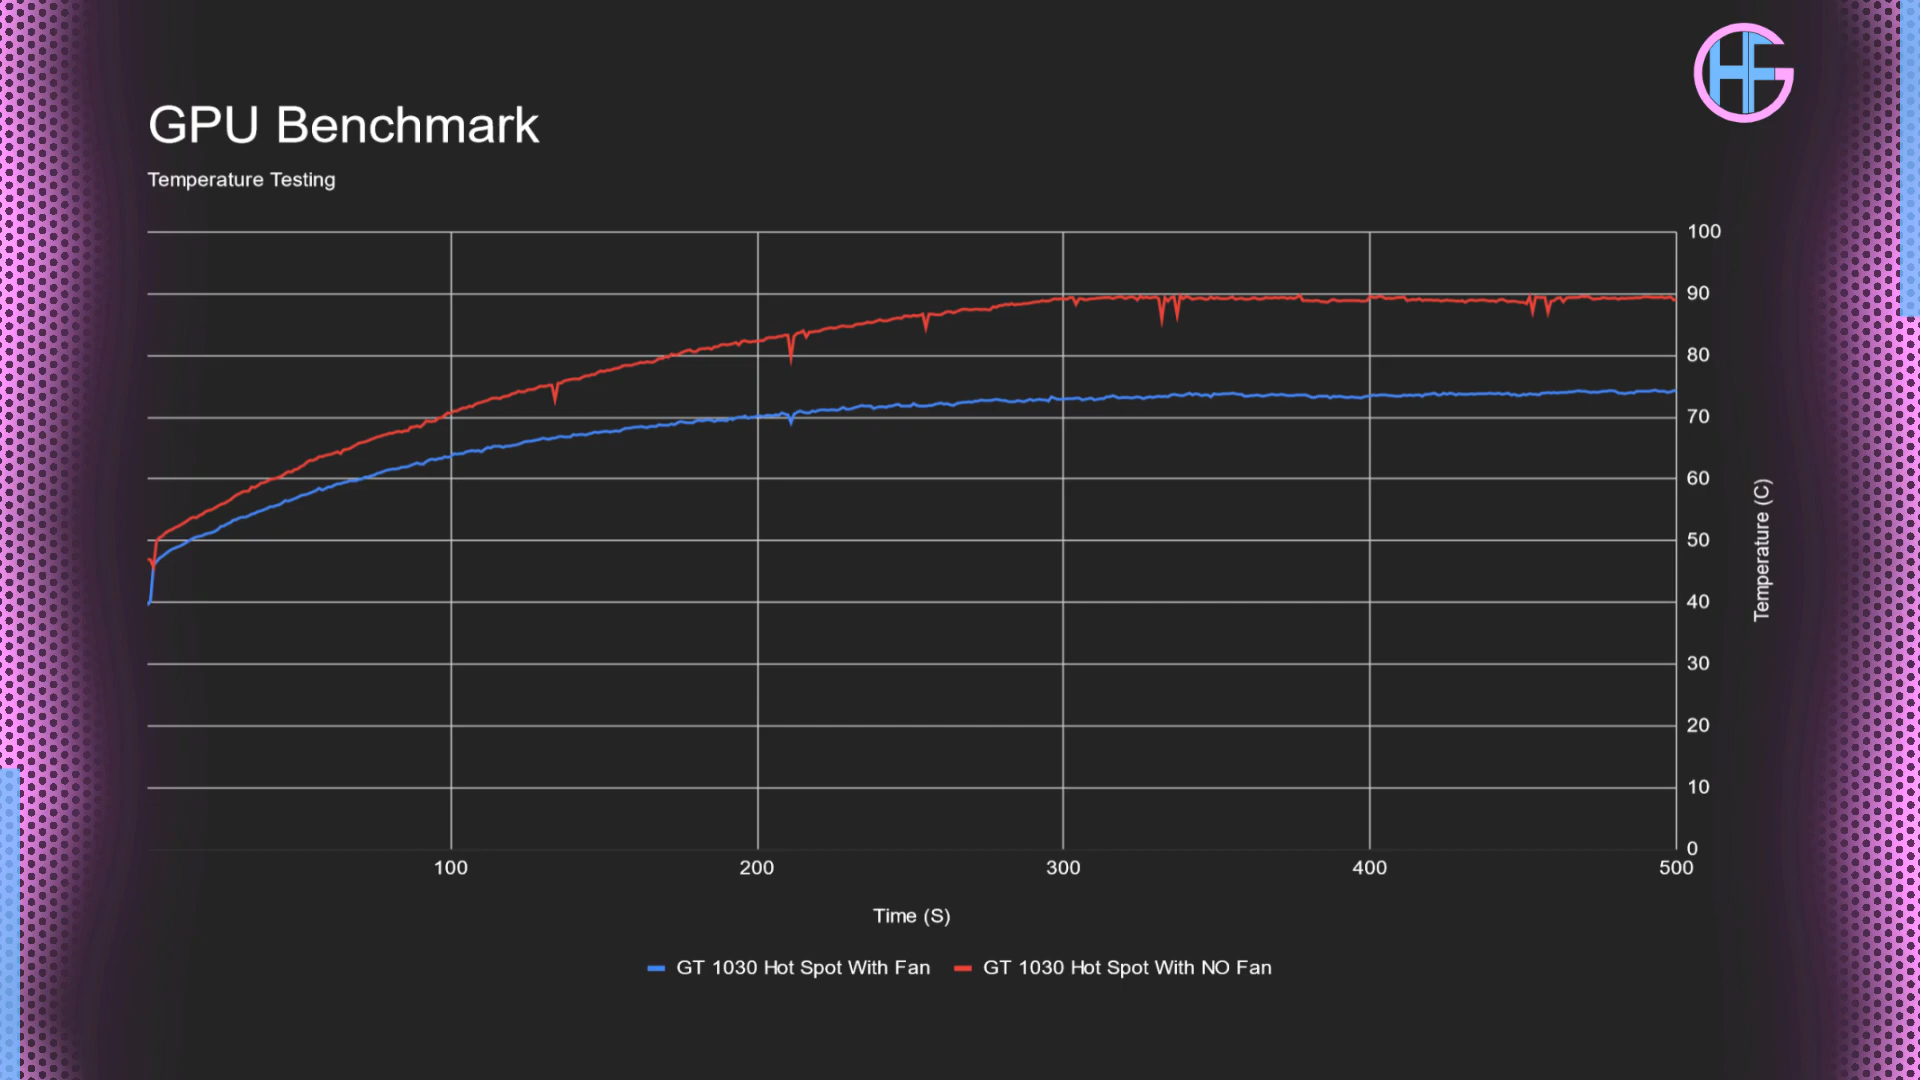 HFG
GPU Benchmark
Temperature Testing
100
90
80
70
60
50
40
30
20
10
0
Temperature (C)
100 200 300 400 500
Time (S)
GT 1030 Hot Spot With Fan GT 1030 Hot Spot With NO Fan